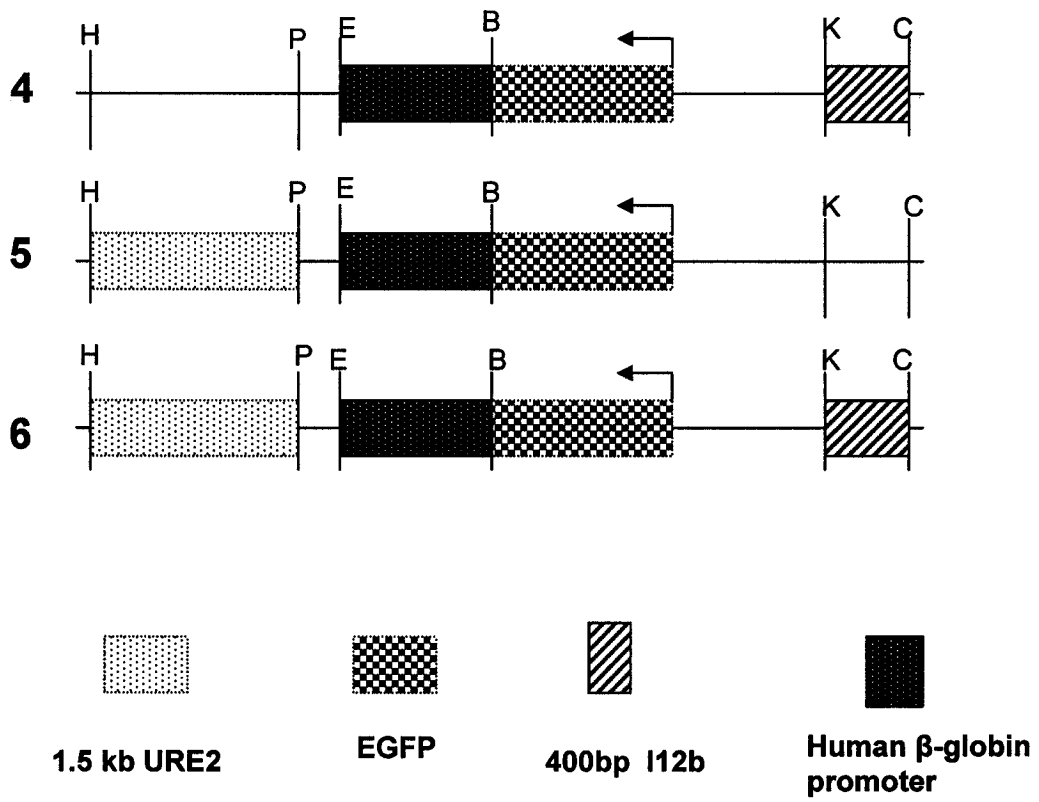 H P E B K C
4
H P E B K C
5
H P E B K C
6
1.5 kb URE2
EGFP
400bp I12b
Human β-globin
promoter